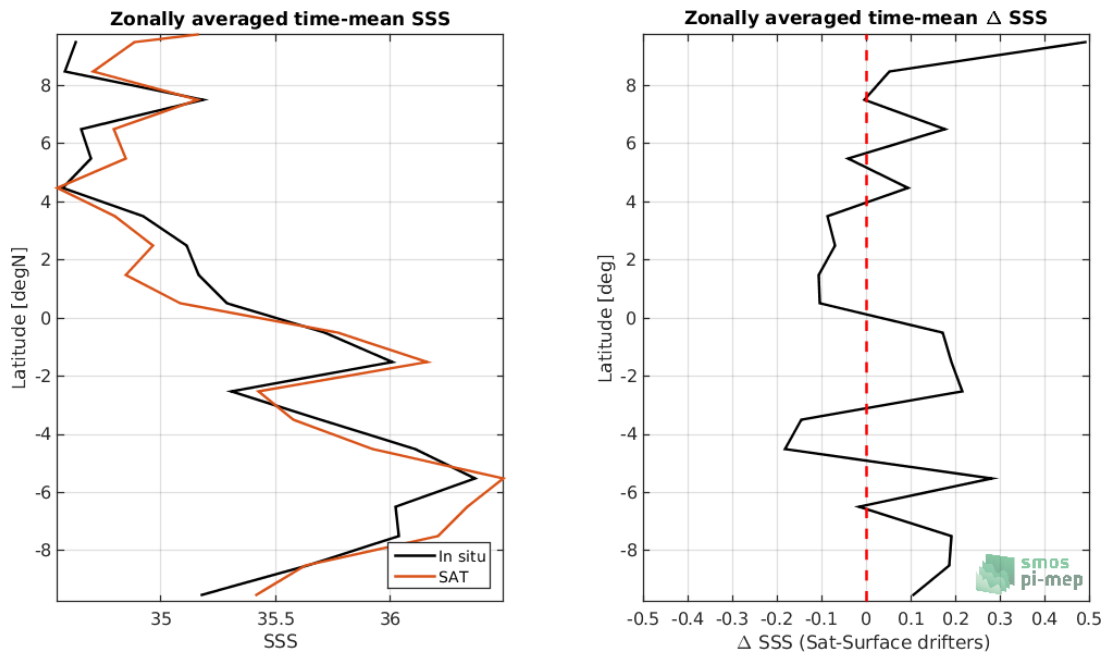 Zonally averaged time-mean SSS
8
6
4
2
0
-2
-4
-6
-8
Latitude [degN]
35
35.5
36
SSS
In situ
SAT
Zonally averaged time-mean Δ SSS
8
6
4
2
0
-2
-4
-6
-8
Latitude [deg]
-0.5 -0.4 -0.3 -0.2 -0.1 0 0.1 0.2 0.3 0.4 0.5
Δ SSS (Sat-Surface drifters)
smos
pi-mep